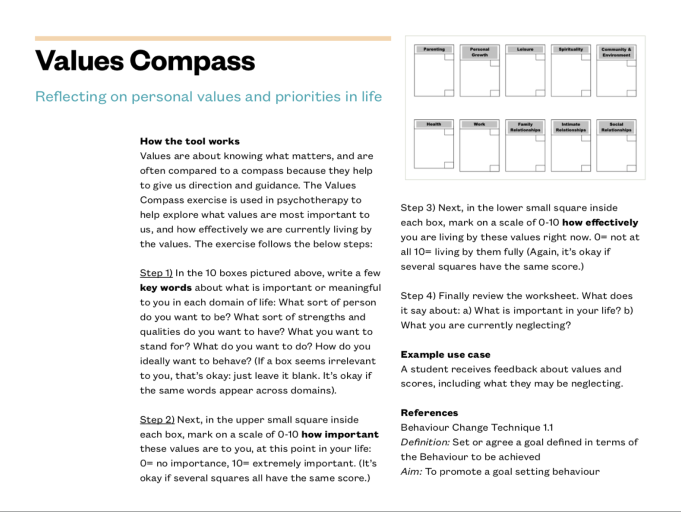 Values Compass
Reflecting on personal values and priorities in life
How the tool works
Values are about knowing what matters, and are
often compared to a compass because they help
to give us direction and guidance. The Values
Compass exercise is used in psychotherapy to
help explore what values are most important to
us, and how effectively we are currently living by
the values. The exercise follows the below steps:
Step 1) In the 10 boxes pictured above, write a few
key words about what is important or meaningful
to you in each domain of life: What sort of person
do you want to be? What sort of strengths and
qualities do you want to have? What you want to
stand for? What do you want to do? How do you
ideally want to behave? (If a box seems irrelevant
to you, that's okay: just leave it blank. It's okay if
the same words appear across domains).
Step 2) Next, in the upper small square inside
each box, mark on a scale of 0-10 how important
these values are to you, at this point in your life:
0= no importance, 10= extremely important. (It's
okay if several squares all have the same score.)
Parenting
Personal
Growth
Leisure
Spirituality
Community &
Environment
Health
Work
Family
Relationships
Intimate
Relationships
Social
Relationships
Step 3) Next, in the lower small square inside
each box, mark on a scale of 0-10 how effectively
you are living by these values right now. 0= not at
all 10= living by them fully (Again, it's okay if
several squares have the same score.)
Step 4) Finally review the worksheet. What does
it say about: a) What is important in your life? b)
What you are currently neglecting?
Example use case
A student receives feedback about values and
scores, including what they may be neglecting.
References
Behaviour Change Technique 1.1
Definition: Set or agree a goal defined in terms of
the Behaviour to be achieved
Aim: To promote a goal setting behaviour